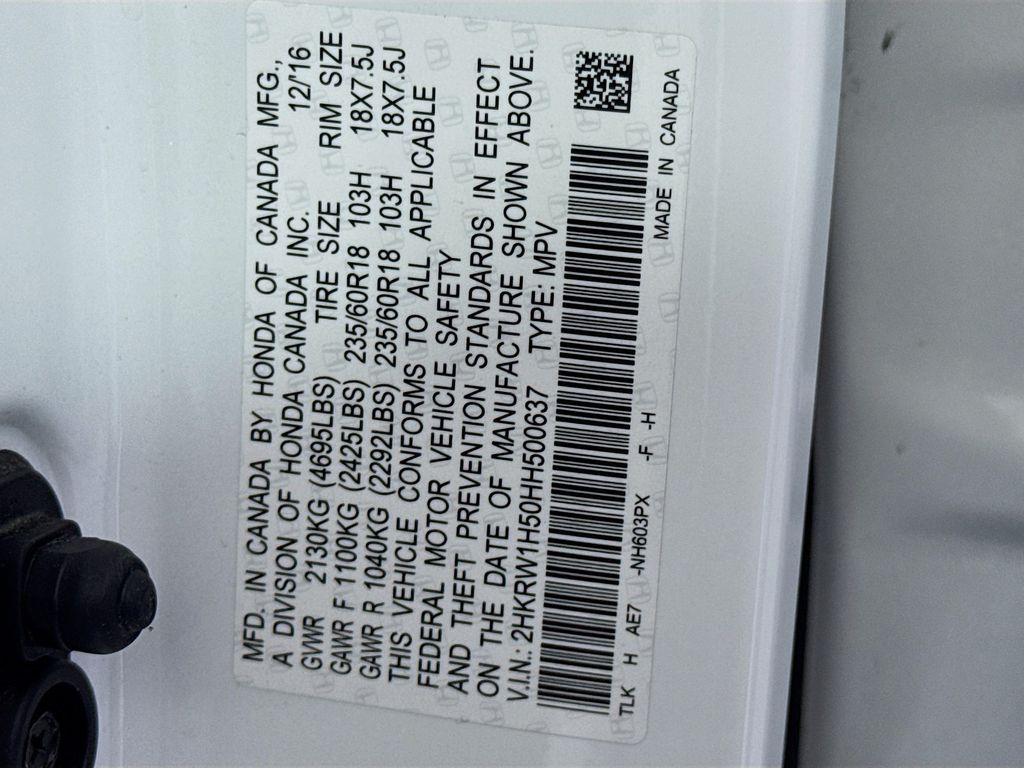 MFD. IN CANADA BY HONDA OF CANADA MFG.,
A DIVISION OF HONDA CANADA INC. 12/'16
GVWR 2130KG (4695LBS) TIRE SIZE RIM SIZE
GAWR F 1100KG (2425LBS) 235/60R18 103H 18X7.5J
GAWR R 1040KG (2292LBS) 235/60R18 103H 18X7.5J
THIS VEHICLE CONFORMS TO ALL APPLICABLE
FEDERAL MOTOR VEHICLE SAFETY
AND THEFT PREVENTION STANDARDS IN EFFECT
ON THE DATE OF MANUFACTURE SHOWN ABOVE.
V.I.N.: 2HKRW1H50HH500637 TYPE: MPV
TLK H AE7 -NH603PX -F -H MADE IN CANADA